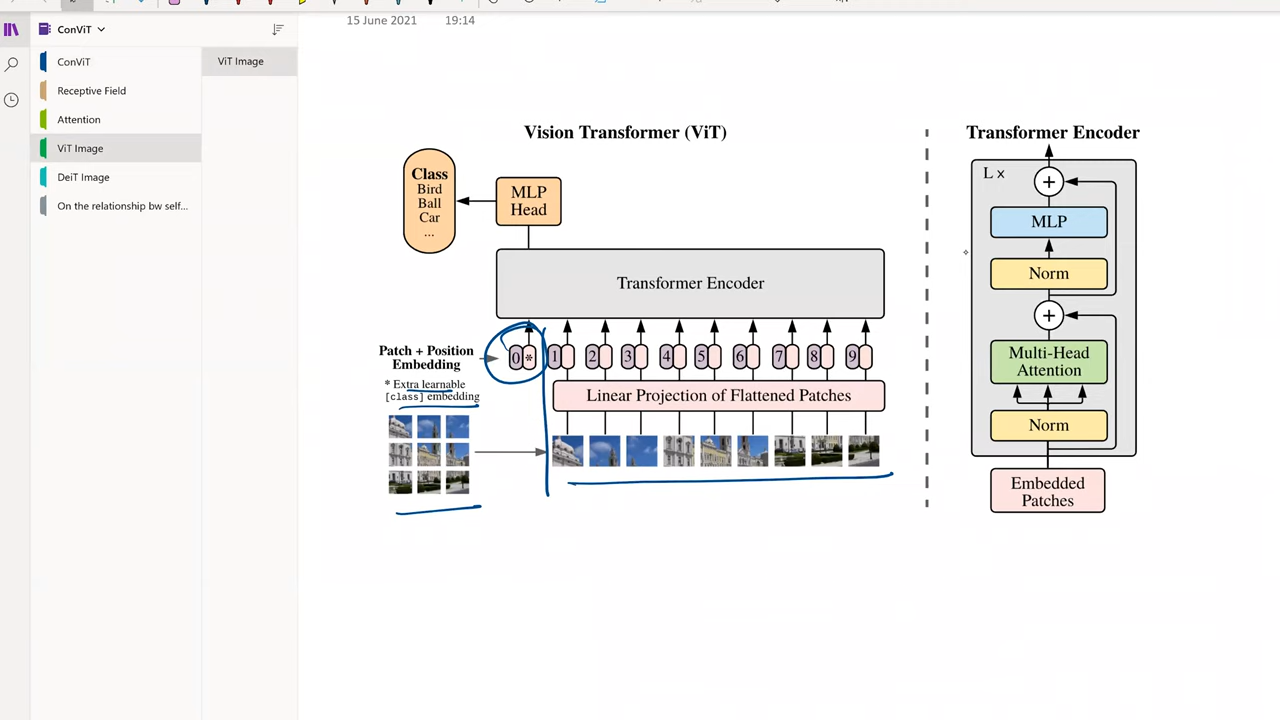 15 June 2021 19:14
ConViT
ConViT
Receptive Field
Attention
ViT Image
DeiT Image
On the relationship bw self...
ViT Image
Vision Transformer (ViT)
Class
Bird
Ball
Car
...
MLP
Head
Transformer Encoder
Patch + Position
Embedding
0 * 1 2 3 4 5 6 7 8 9
* Extra learnable
[class] embedding
Linear Projection of Flattened Patches
Transformer Encoder
L x
+
MLP
Norm
+
Multi-Head
Attention
Norm
Embedded
Patches